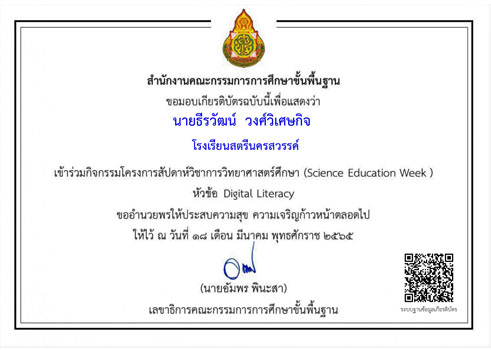 สำนักงานคณะกรรมการการศึกษาขั้นพื้นฐาน
ขอมอบเกียรติบัตรฉบับนี้เพื่อแสดงว่า
นายธีรวัฒน์ วงศ์วิเศษกิจ
โรงเรียนสตรีนครสวรรค์
เข้าร่วมกิจกรรมโครงการสัปดาห์วิชาการวิทยาศาสตร์ศึกษา (Science Education Week )
หัวข้อ Digital Literacy
ขออำนวยพรให้ประสบความสุข ความเจริญก้าวหน้าตลอดไป
ให้ไว้ ณ วันที่ ๑๘ เดือน มีนาคม พุทธศักราช ๒๕๖๕
(นายอัมพร พินะสา)
เลขาธิการคณะกรรมการการศึกษาขั้นพื้นฐาน
ระบบฐานข้อมูลเกียรติบัตร